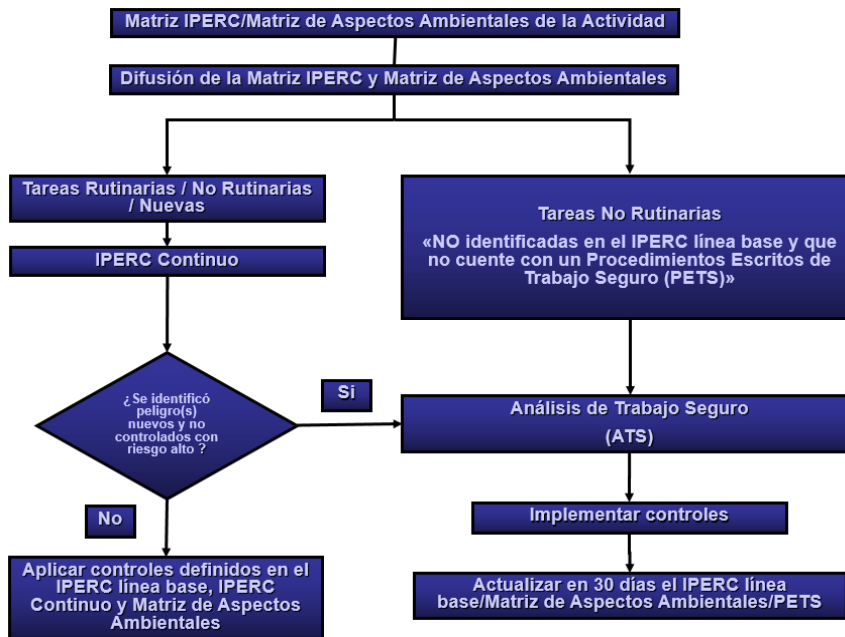 Matriz IPERC/Matriz de Aspectos Ambientales de la Actividad
Difusión de la Matriz IPERC y Matriz de Aspectos Ambientales
Tareas Rutinarias / No Rutinarias
/ Nuevas
IPERC Continuo
Tareas No Rutinarias
«NO identificadas en el IPERC línea base y que
no cuente con un Procedimientos Escritos de
Trabajo Seguro (PETS)»
¿Se identificó
peligro(s)
nuevos y no
controlados con
riesgo alto ?
Si
Análisis de Trabajo Seguro
(ATS)
No
Implementar controles
Aplicar controles definidos en el
IPERC línea base, IPERC
Continuo y Matriz de Aspectos
Ambientales
Actualizar en 30 días el IPERC línea
base/Matriz de Aspectos Ambientales/PETS